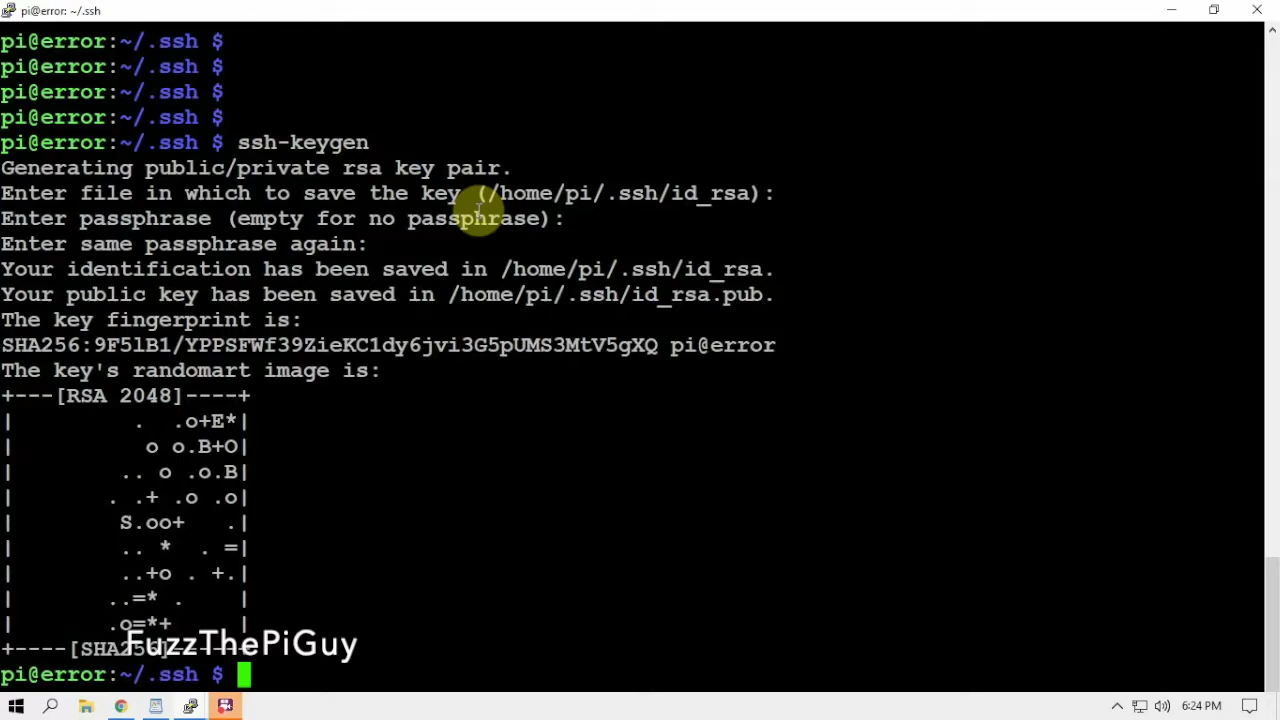 pi@error: ~/.ssh
pi@error:~/.ssh $
pi@error:~/.ssh $
pi@error:~/.ssh $
pi@error:~/.ssh $
pi@error:~/.ssh $ ssh-keygen
Generating public/private rsa key pair.
Enter file in which to save the key (/home/pi/.ssh/id_rsa):
Enter passphrase (empty for no passphrase):
Enter same passphrase again:
Your identification has been saved in /home/pi/.ssh/id_rsa.
Your public key has been saved in /home/pi/.ssh/id_rsa.pub.
The key fingerprint is:
SHA256:9F5lB1/YPPSFWf39ZieKC1dy6jvi3G5pUMS3MtV5gXQ pi@error
The key's randomart image is:
+---[RSA 2048]----+
|         .  .o+E*|
|          o o.B+O|
|        .. o .o.B|
|       . .+ .o .o|
|        S.oo+   .|
|        .. *  . =|
|        ..+o . +.|
|       ..=* .    |
|       .o=*+     |
+----[SHA256]-----+
FuzzThePiGuy
pi@error:~/.ssh $
6:24 PM